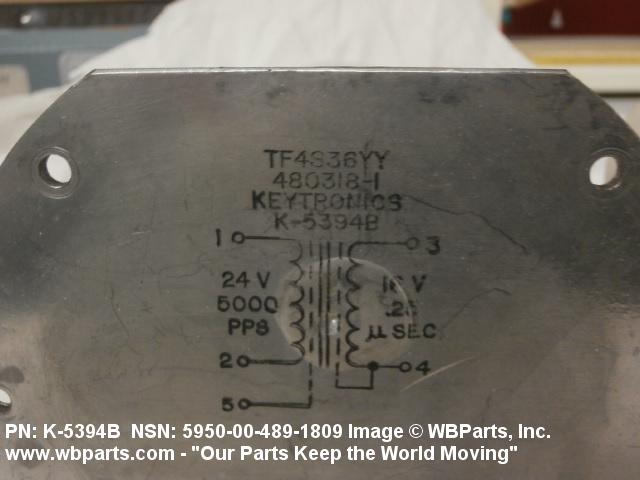 TF4S36YY
480318-1
KEYTRONICS
K-5394B
1 3
24 V
5000
PPS
16 V
.25
µ SEC
2 4
5
PN: K-5394B NSN: 5950-00-489-1809 Image © WBParts, Inc.
www.wbparts.com - "Our Parts Keep the World Moving"